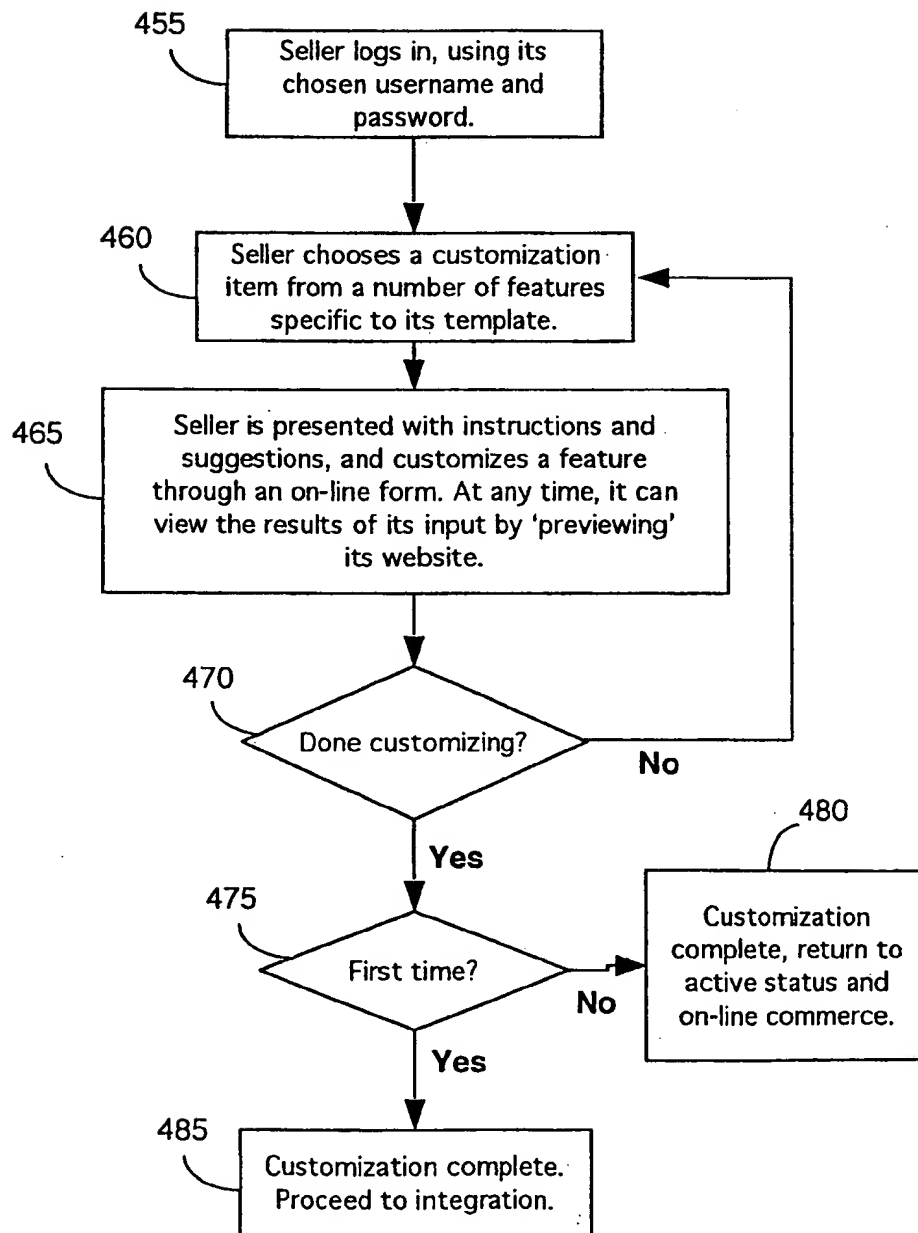 455
Seller logs in, using its
chosen username and
password.
460
Seller chooses a customization
item from a number of features
specific to its template.
465
Seller is presented with instructions and
suggestions, and customizes a feature
through an on-line form. At any time, it can
view the results of its input by ‘previewing’
its website.
470
Done customizing?
No
Yes
480
Customization
complete, return to
active status and
on-line commerce.
475
First time?
No
Yes
485
Customization complete.
Proceed to integration.